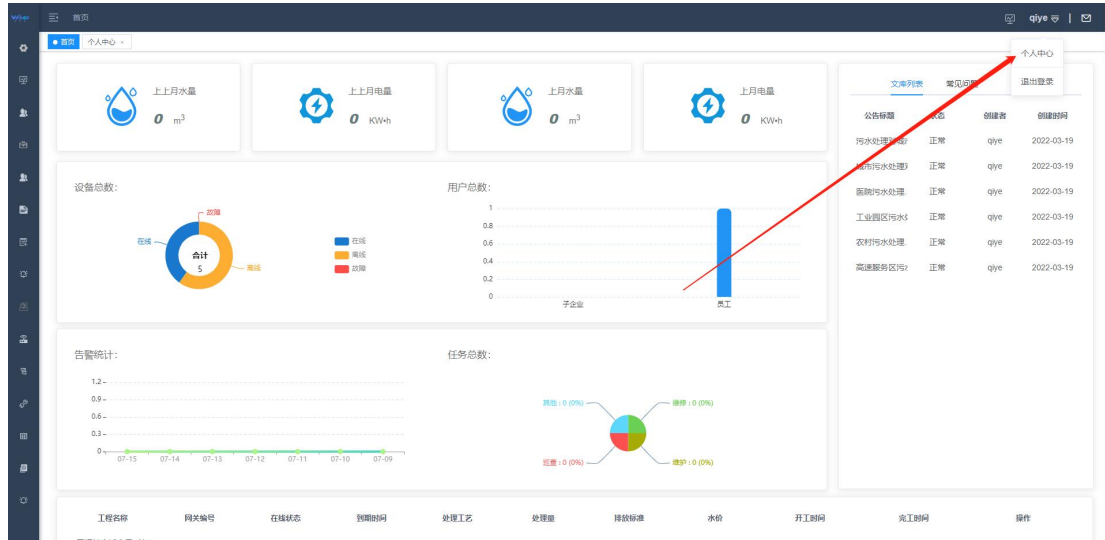 首页
qiye
首页
个人中心 ×
个人中心
退出登录
上上月水量
0 m³
上上月电量
0 KW•h
上月水量
0 m³
上月电量
0 KW•h
文库列表
公告标题
创建者
创建时间
正常 qiye 2022-03-19
正常 qiye 2022-03-19
医院污水处理.
正常 qiye 2022-03-19
工业园区污水
正常 qiye 2022-03-19
农村污水处理.
正常 qiye 2022-03-19
高速服务区污
正常 qiye 2022-03-19
设备总数：
故障
在线
合计
5
离线
在线
离线
故障
用户总数：
1
0.8
0.6
0.4
0.2
0
子企业 员工
告警统计：
1.2
0.9
0.6
0.3
0
07-15 07-14 07-13 07-12 07-11 07-10 07-09
任务总数：
其他：0 (0%)
维修：0 (0%)
巡查：0 (0%)
维护：0 (0%)
工程名称 网关编号 在线状态 到期时间 处理工艺 处理量 排放标准 水价 开工时间 完工时间 操作